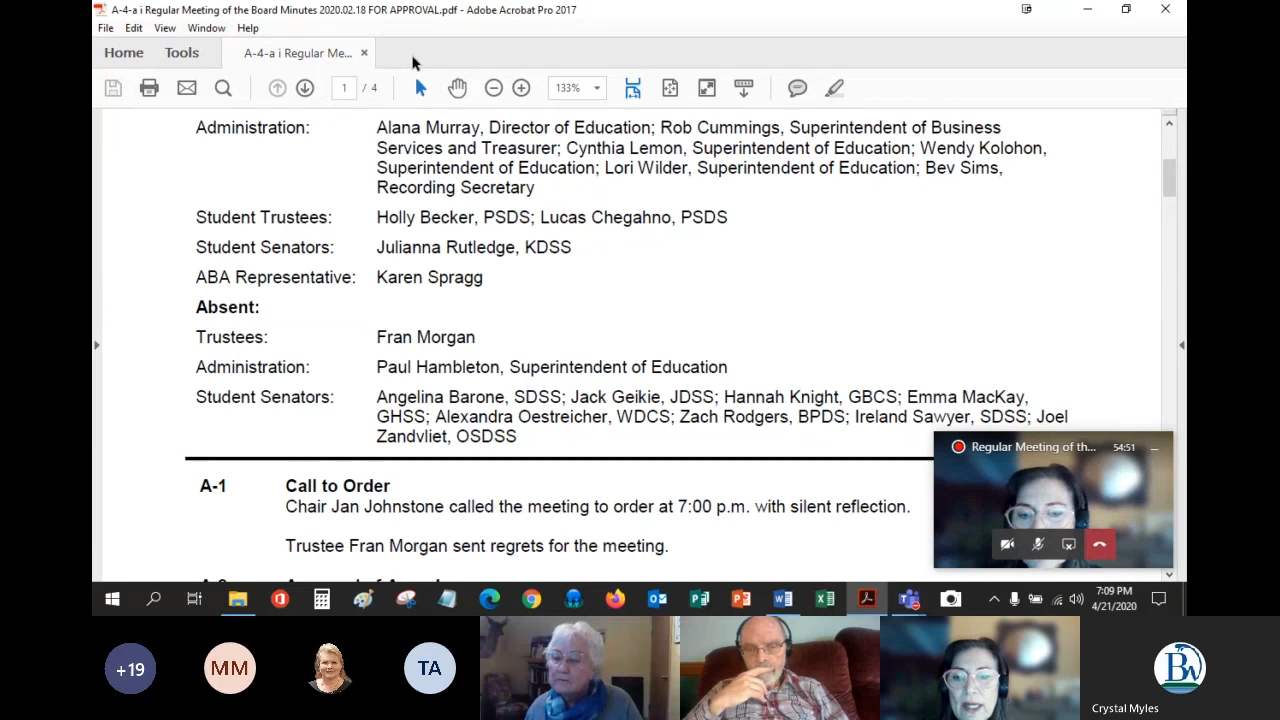 A-4-a i Regular Meeting of the Board Minutes 2020.02.18 FOR APPROVAL.pdf - Adobe Acrobat Pro 2017
File Edit View Window Help
Home Tools A-4-a i Regular Me... ×
1 / 4 133%
Administration: Alana Murray, Director of Education; Rob Cummings, Superintendent of Business
Services and Treasurer; Cynthia Lemon, Superintendent of Education; Wendy Kolohon,
Superintendent of Education; Lori Wilder, Superintendent of Education; Bev Sims,
Recording Secretary
Student Trustees: Holly Becker, PSDS; Lucas Chegahno, PSDS
Student Senators: Julianna Rutledge, KDSS
ABA Representative: Karen Spragg
Absent:
Trustees: Fran Morgan
Administration: Paul Hambleton, Superintendent of Education
Student Senators: Angelina Barone, SDSS; Jack Geikie, JDSS; Hannah Knight, GBCS; Emma MacKay,
GHSS; Alexandra Oestreicher, WDCS; Zach Rodgers, BPDS; Ireland Sawyer, SDSS; Joel
Zandvliet, OSDSS
Regular Meeting of th... 54:51
A-1 Call to Order
Chair Jan Johnstone called the meeting to order at 7:00 p.m. with silent reflection.
Trustee Fran Morgan sent regrets for the meeting.
7:09 PM
4/21/2020
+19 MM TA
Crystal Myles